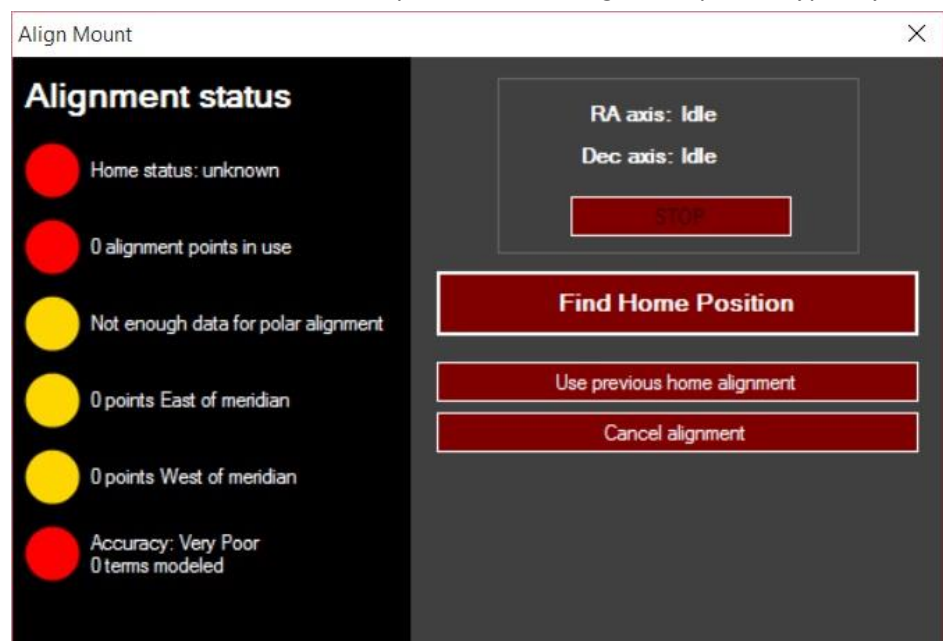 Align Mount
Alignment status
Home status: unknown
0 alignment points in use
Not enough data for polar alignment
0 points East of meridian
0 points West of meridian
Accuracy: Very Poor
0 terms modeled
RA axis: Idle
Dec axis: Idle
STOP
Find Home Position
Use previous home alignment
Cancel alignment